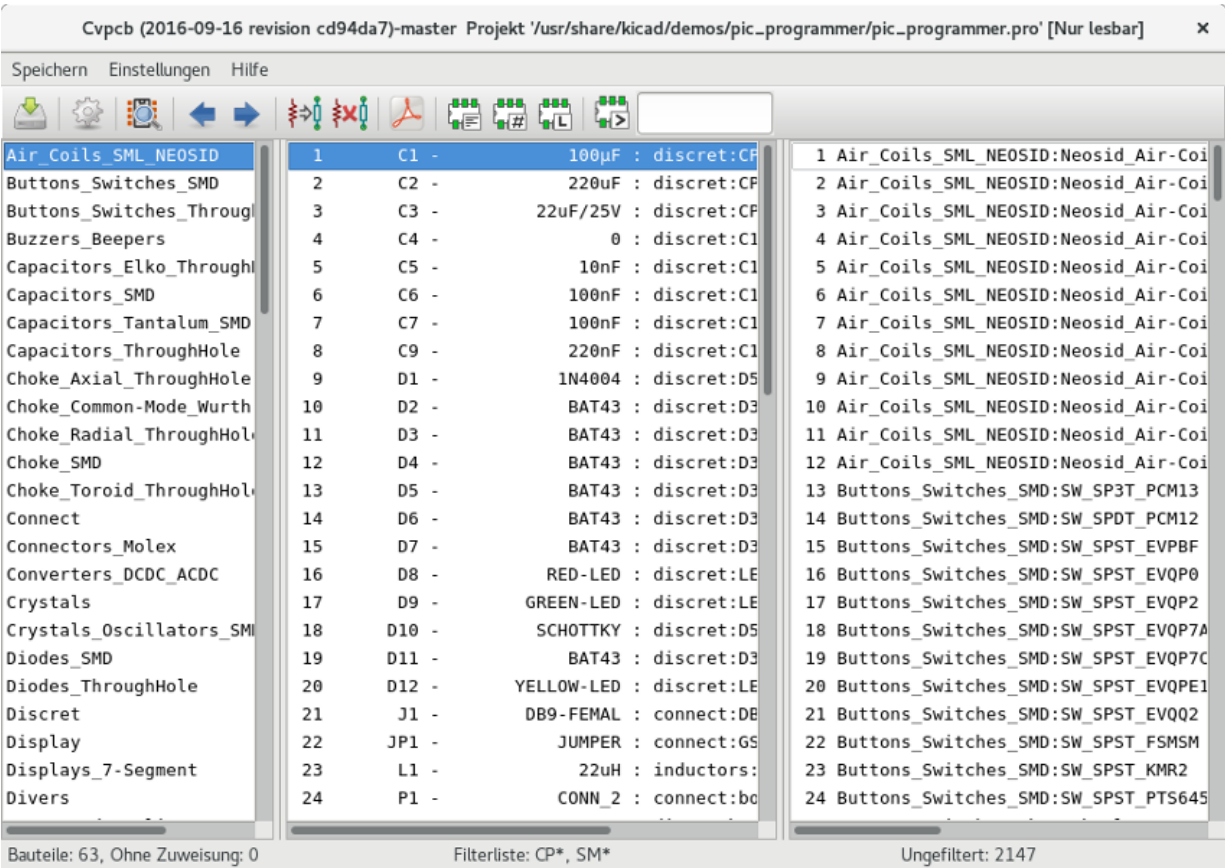 Cvpcb (2016-09-16 revision cd94da7)-master Projekt '/usr/share/kicad/demos/pic_programmer/pic_programmer.pro' [Nur lesbar] ×
Speichern Einstellungen Hilfe
# L >
Air_Coils_SML_NEOSID
Buttons_Switches_SMD
Buttons_Switches_Throug
Buzzers_Beepers
Capacitors_Elko_Through
Capacitors_SMD
Capacitors_Tantalum_SMD
Capacitors_ThroughHole
Choke_Axial_ThroughHole
Choke_Common-Mode_Wurth
Choke_Radial_ThroughHol
Choke_SMD
Choke_Toroid_ThroughHol
Connect
Connectors_Molex
Converters_DCDC_ACDC
Crystals
Crystals_Oscillators_SM
Diodes_SMD
Diodes_ThroughHole
Discret
Display
Displays_7-Segment
Divers
1 C1 - 100µF : discret:CP
2 C2 - 220uF : discret:CP
3 C3 - 22uF/25V : discret:CP
4 C4 - 0 : discret:C1
5 C5 - 10nF : discret:C1
6 C6 - 100nF : discret:C1
7 C7 - 100nF : discret:C1
8 C9 - 220nF : discret:C1
9 D1 - 1N4004 : discret:D5
10 D2 - BAT43 : discret:D3
11 D3 - BAT43 : discret:D3
12 D4 - BAT43 : discret:D3
13 D5 - BAT43 : discret:D3
14 D6 - BAT43 : discret:D3
15 D7 - BAT43 : discret:D3
16 D8 - RED-LED : discret:LE
17 D9 - GREEN-LED : discret:LE
18 D10 - SCHOTTKY : discret:D5
19 D11 - BAT43 : discret:D3
20 D12 - YELLOW-LED : discret:LE
21 J1 - DB9-FEMAL : connect:DB
22 JP1 - JUMPER : connect:GS
23 L1 - 22uH : inductors:
24 P1 - CONN_2 : connect:bo
1 Air_Coils_SML_NEOSID:Neosid_Air-Coi
2 Air_Coils_SML_NEOSID:Neosid_Air-Coi
3 Air_Coils_SML_NEOSID:Neosid_Air-Coi
4 Air_Coils_SML_NEOSID:Neosid_Air-Coi
5 Air_Coils_SML_NEOSID:Neosid_Air-Coi
6 Air_Coils_SML_NEOSID:Neosid_Air-Coi
7 Air_Coils_SML_NEOSID:Neosid_Air-Coi
8 Air_Coils_SML_NEOSID:Neosid_Air-Coi
9 Air_Coils_SML_NEOSID:Neosid_Air-Coi
10 Air_Coils_SML_NEOSID:Neosid_Air-Coi
11 Air_Coils_SML_NEOSID:Neosid_Air-Coi
12 Air_Coils_SML_NEOSID:Neosid_Air-Coi
13 Buttons_Switches_SMD:SW_SP3T_PCM13
14 Buttons_Switches_SMD:SW_SPDT_PCM12
15 Buttons_Switches_SMD:SW_SPST_EVPBF
16 Buttons_Switches_SMD:SW_SPST_EVQP0
17 Buttons_Switches_SMD:SW_SPST_EVQP2
18 Buttons_Switches_SMD:SW_SPST_EVQP7A
19 Buttons_Switches_SMD:SW_SPST_EVQP7C
20 Buttons_Switches_SMD:SW_SPST_EVQPE1
21 Buttons_Switches_SMD:SW_SPST_EVQQ2
22 Buttons_Switches_SMD:SW_SPST_FSMSM
23 Buttons_Switches_SMD:SW_SPST_KMR2
24 Buttons_Switches_SMD:SW_SPST_PTS645
Bauteile: 63, Ohne Zuweisung: 0
Filterliste: CP*, SM*
Ungefiltert: 2147